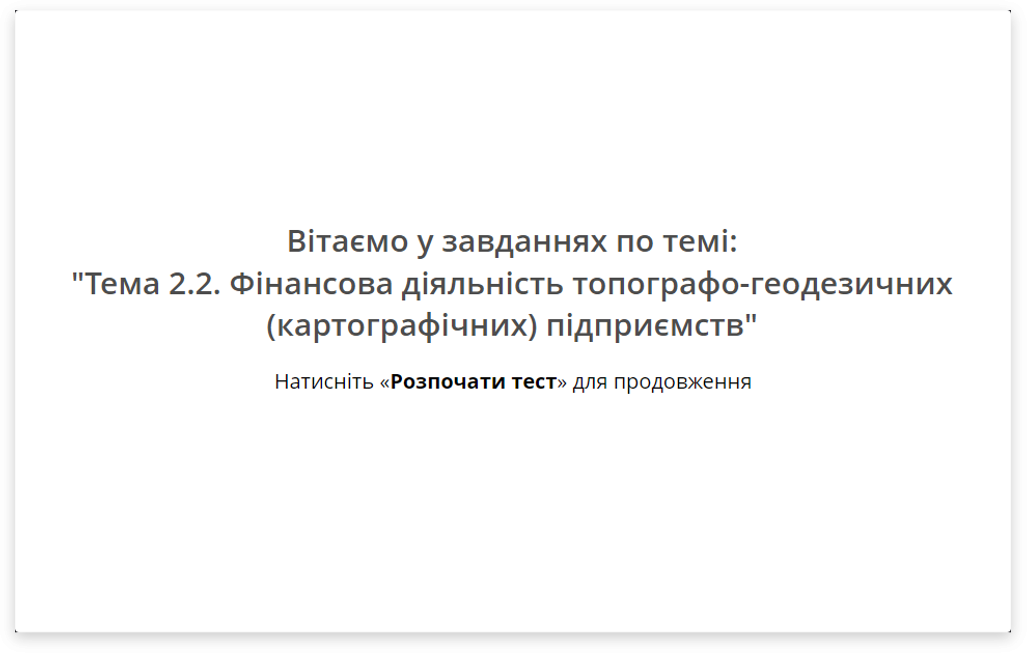 Вітаємо у завданнях по темі:
"Тема 2.2. Фінансова діяльність топографо-геодезичних
(картографічних) підприємств"
Натисніть «Розпочати тест» для продовження